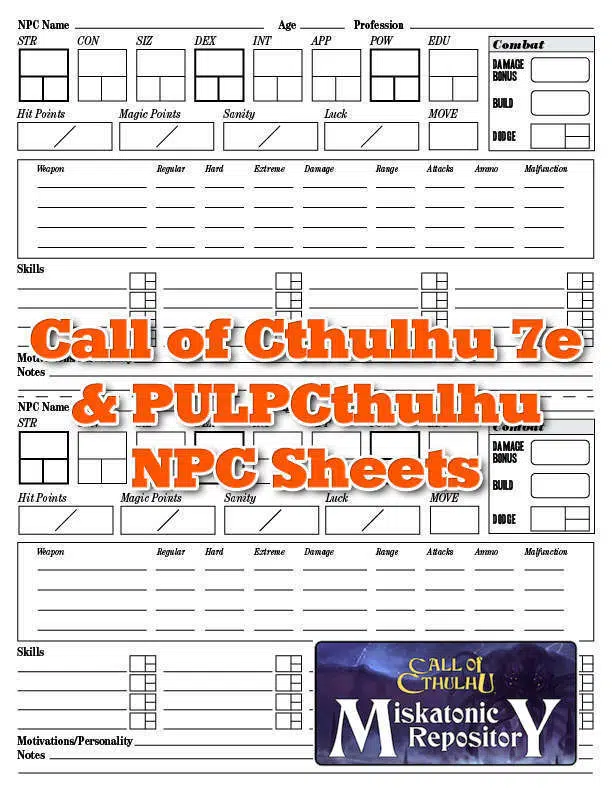 NPC Name Age Profession
STR CON SIZ DEX INT APP POW EDU
Combat
DAMAGE BONUS
BUILD
DODGE
Hit Points Magic Points Sanity Luck MOVE
Weapon Regular Hard Extreme Damage Range Attacks Ammo Malfunction
Skills
Call of Cthulhu 7e
Notes
& PULPCthulhu
NPC Name
STR
Combat
DAMAGE BONUS
NPC Sheets
BUILD
DODGE
Hit Points Magic Points Sanity Luck MOVE
Weapon Regular Hard Extreme Damage Range Attacks Ammo Malfunction
Skills
CALL of CTHULHU
MISKATONIC REPOSITORY
Motivations/Personality
Notes